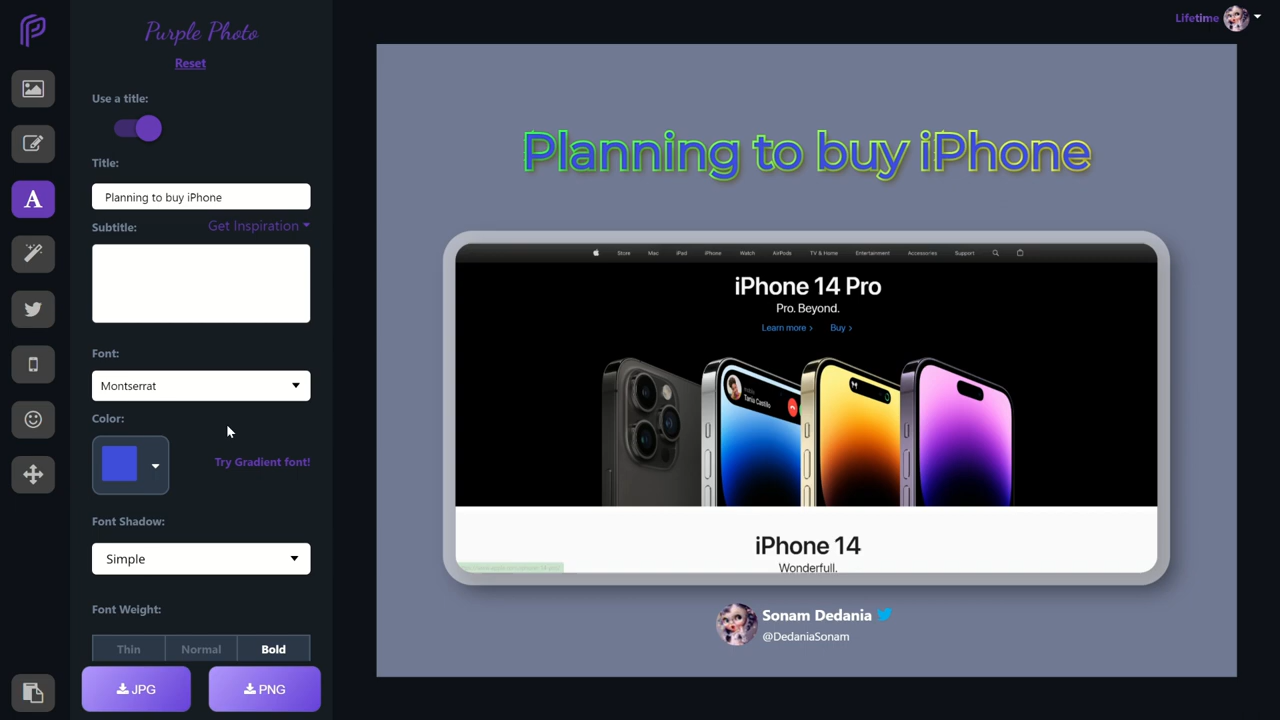 Purple Photo
Reset
Use a title:
Title:
Planning to buy iPhone
Subtitle:
Get Inspiration
Font:
Montserrat
Color:
Try Gradient font!
Font Shadow:
Simple
Font Weight:
Thin Normal Bold
JPG PNG
Lifetime
Planning to buy iPhone
Store Mac iPad iPhone Watch AirPods TV & Home Entertainment Accessories Support
iPhone 14 Pro
Pro. Beyond.
Learn more > Buy >
Tania Castillo
iPhone 14
Wonderfull.
Sonam Dedania
@DedaniaSonam